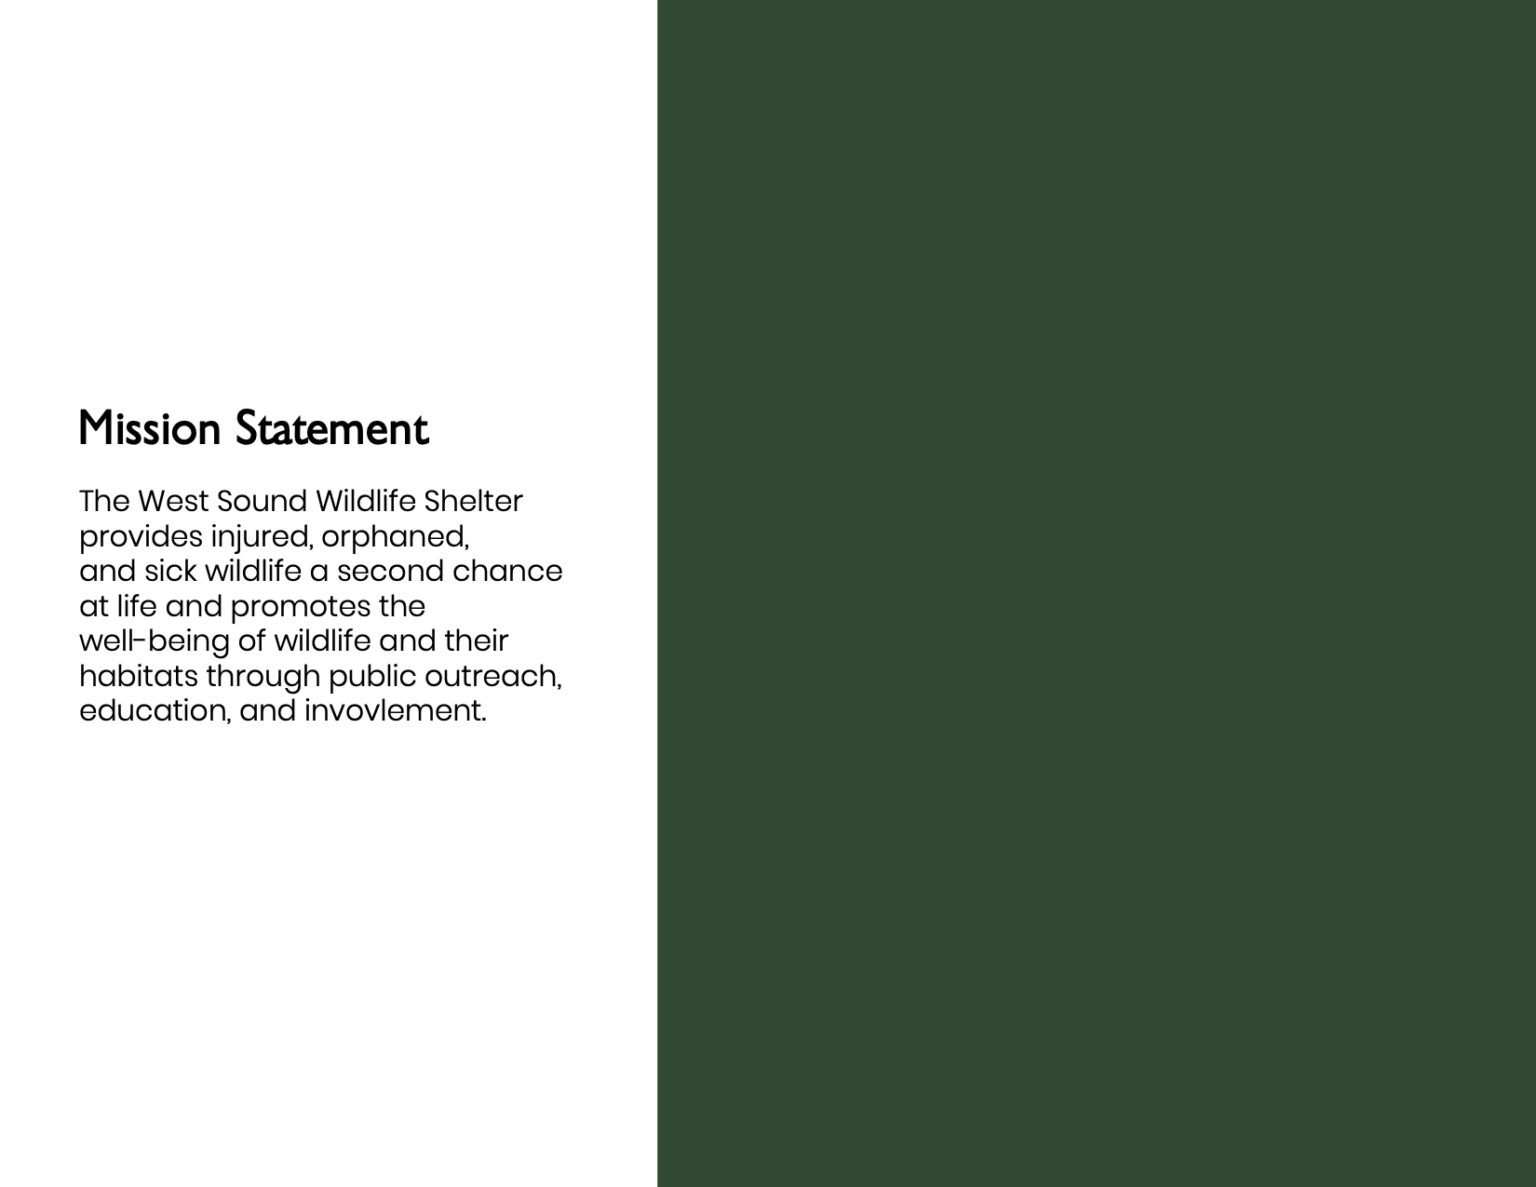 Mission Statement
The West Sound Wildlife Shelter
provides injured, orphaned,
and sick wildlife a second chance
at life and promotes the
well-being of wildlife and their
habitats through public outreach,
education, and invovlement.